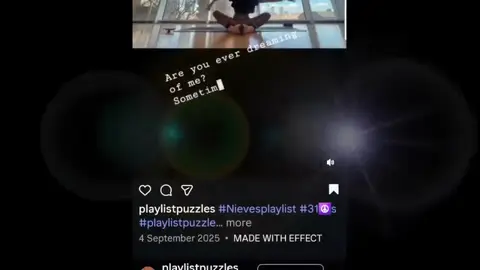 Are you ever dreaming
of me?
Sometim
playlistpuzzles #Nievesplaylist #31
#playlistpuzzle... more
4 September 2025 • MADE WITH EFFECT
playlistpuzzles